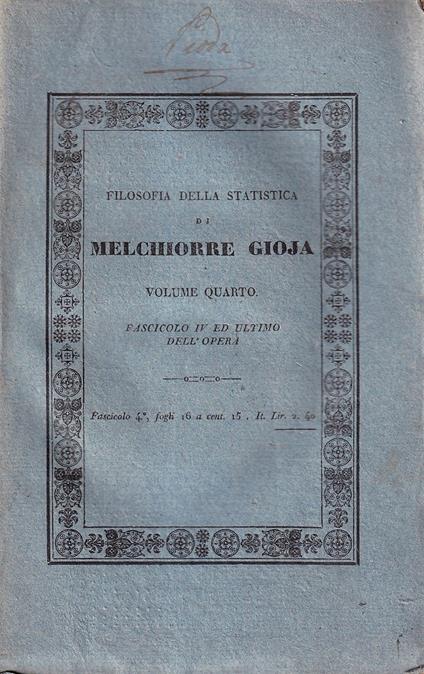 FILOSOFIA DELLA STATISTICA
DI
MELCHIORRE GIOJA
VOLUME QUARTO.
FASCICOLO IV ED ULTIMO
DELL'OPERA
Fascicolo 4.°, fogli 16 a cent. 15. It. Lir. 2. 40